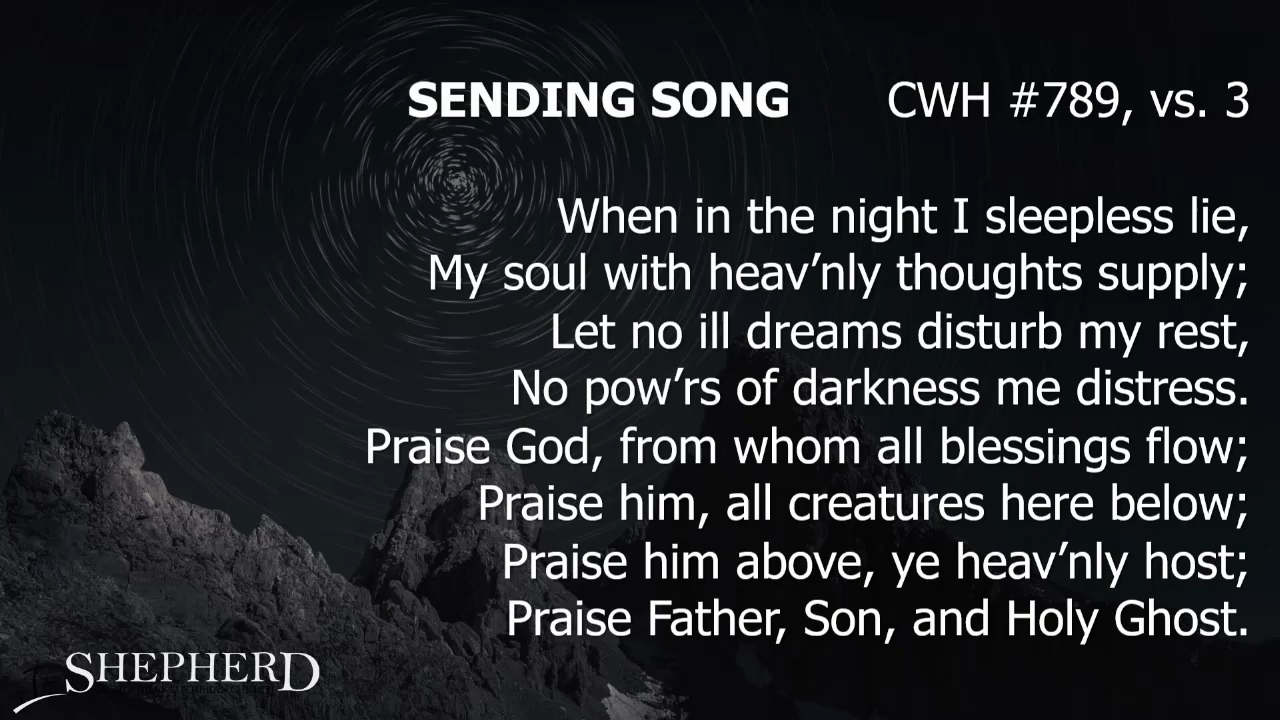 SENDING SONG CWH #789, vs. 3
When in the night I sleepless lie,
My soul with heav’nly thoughts supply;
Let no ill dreams disturb my rest,
No pow’rs of darkness me distress.
Praise God, from whom all blessings flow;
Praise him, all creatures here below;
Praise him above, ye heav’nly host;
Praise Father, Son, and Holy Ghost.
SHEPHERD